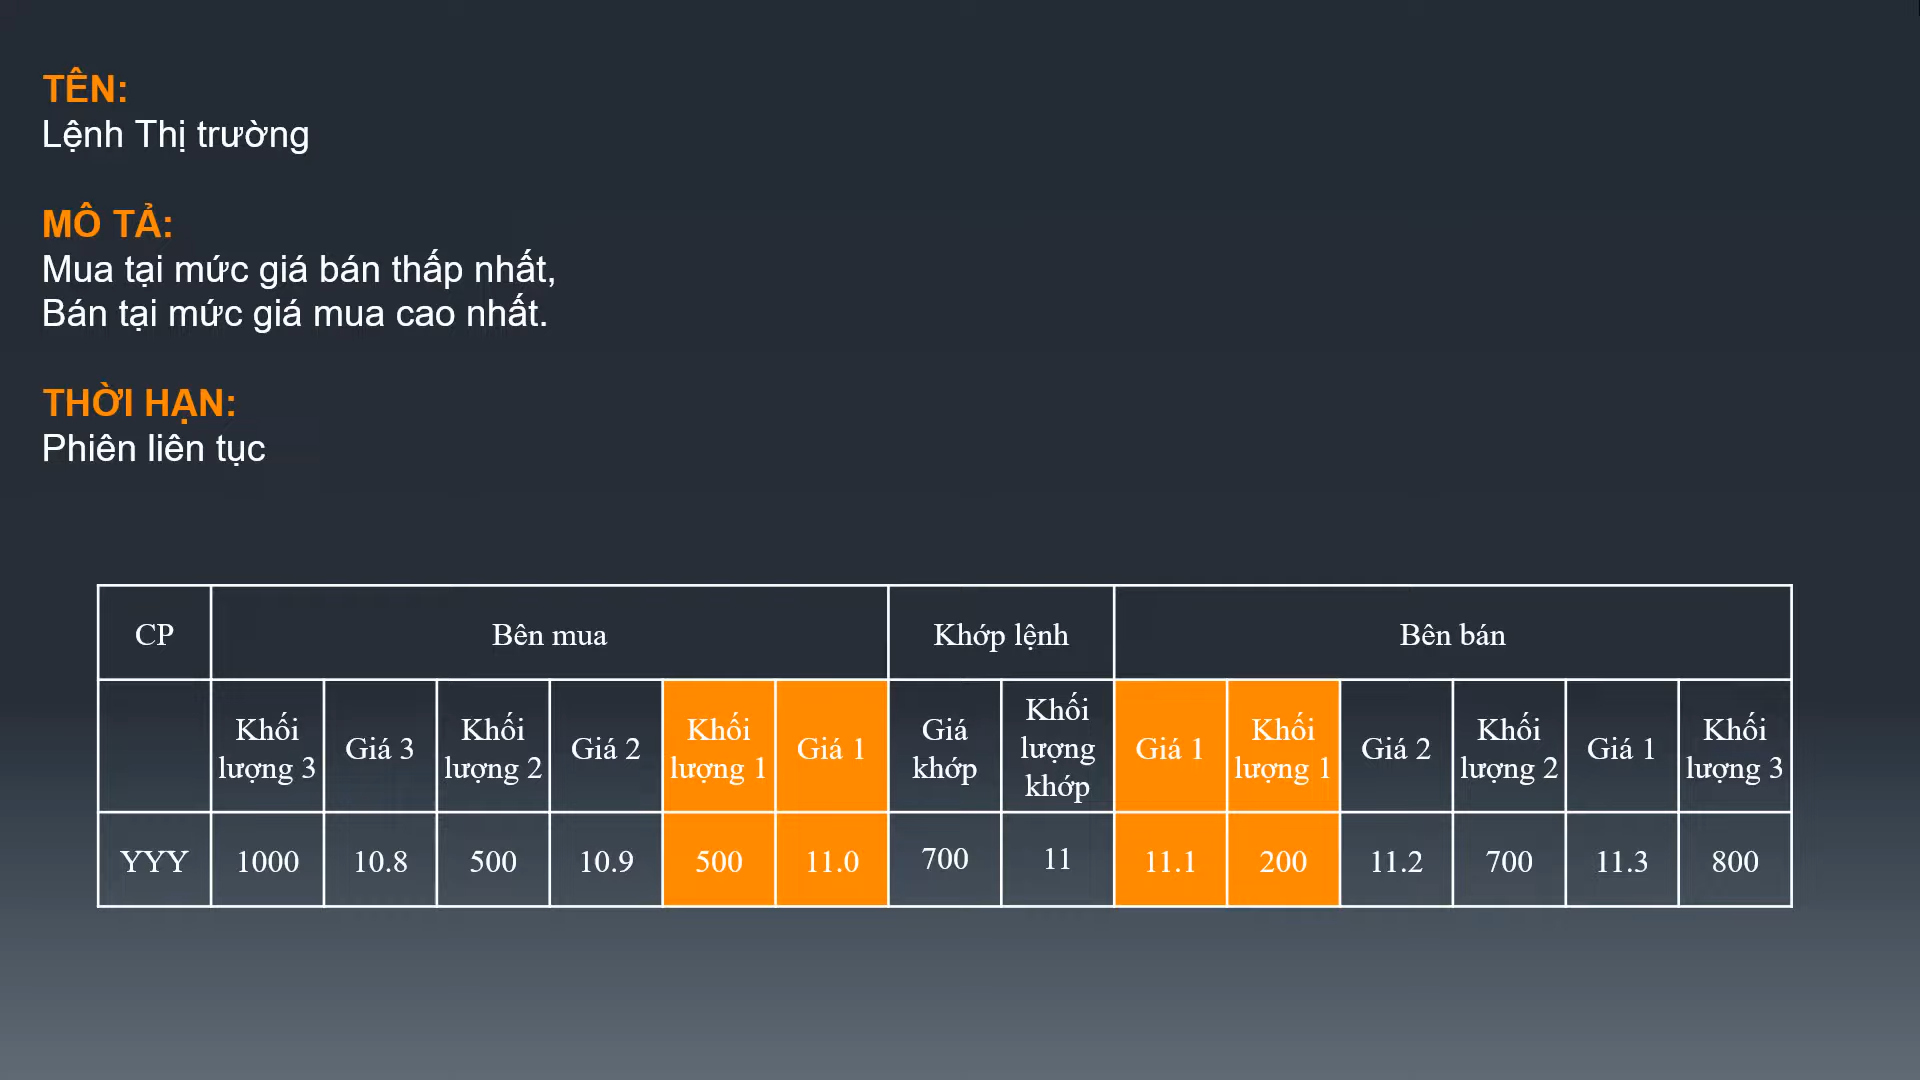 TÊN:
Lệnh Thị trường
MÔ TẢ:
Mua tại mức giá bán thấp nhất,
Bán tại mức giá mua cao nhất.
THỜI HẠN:
Phiên liên tục
CP Bên mua Khớp lệnh Bên bán
Khối lượng 3 Giá 3 Khối lượng 2 Giá 2 Khối lượng 1 Giá 1 Giá khớp Khối lượng khớp Giá 1 Khối lượng 1 Giá 2 Khối lượng 2 Giá 1 Khối lượng 3
YYY 1000 10.8 500 10.9 500 11.0 700 11 11.1 200 11.2 700 11.3 800